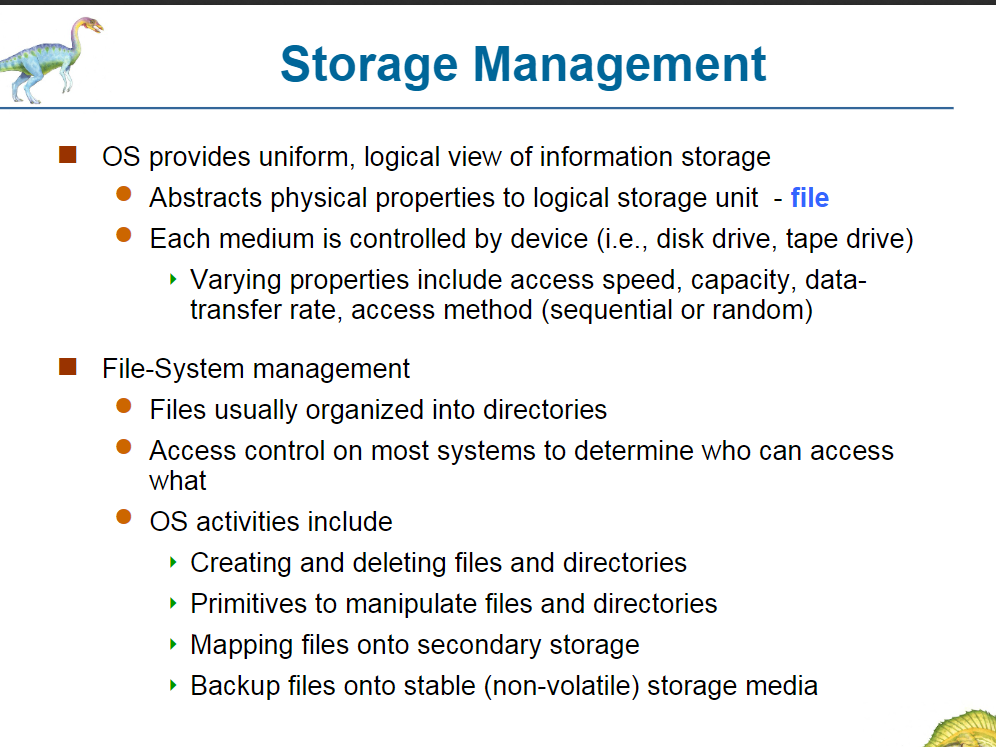 Storage Management
OS provides uniform, logical view of information storage
Abstracts physical properties to logical storage unit - file
Each medium is controlled by device (i.e., disk drive, tape drive)
Varying properties include access speed, capacity, data-
transfer rate, access method (sequential or random)
File-System management
Files usually organized into directories
Access control on most systems to determine who can access
what
OS activities include
Creating and deleting files and directories
Primitives to manipulate files and directories
Mapping files onto secondary storage
Backup files onto stable (non-volatile) storage media